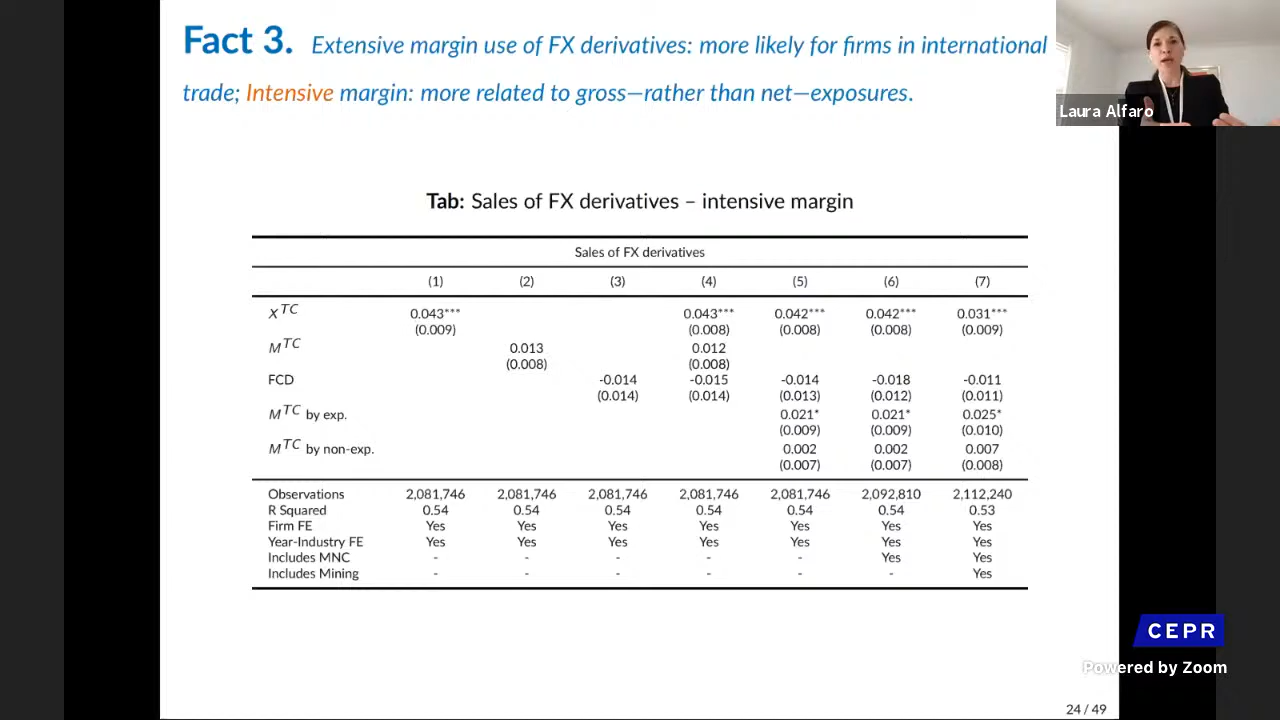 Fact 3. Extensive margin use of FX derivatives: more likely for firms in international
trade; Intensive margin: more related to gross—rather than net—exposures.
Laura Alfaro
Tab: Sales of FX derivatives – intensive margin
Sales of FX derivatives
(1) (2) (3) (4) (5) (6) (7)
X^TC 0.043*** 0.043*** 0.042*** 0.042*** 0.031***
(0.009) (0.008) (0.008) (0.008) (0.009)
M^TC 0.013 0.012
(0.008) (0.008)
FCD -0.014 -0.015 -0.014 -0.018 -0.011
(0.014) (0.014) (0.013) (0.012) (0.011)
M^TC by exp. 0.021* 0.021* 0.025*
(0.009) (0.009) (0.010)
M^TC by non-exp. 0.002 0.002 0.007
(0.007) (0.007) (0.008)
Observations 2,081,746 2,081,746 2,081,746 2,081,746 2,081,746 2,092,810 2,112,240
R Squared 0.54 0.54 0.54 0.54 0.54 0.54 0.53
Firm FE Yes Yes Yes Yes Yes Yes Yes
Year-Industry FE Yes Yes Yes Yes Yes Yes Yes
Includes MNC - - - - - Yes Yes
Includes Mining - - - - - - Yes
CEPR
Powered by Zoom
24 / 49